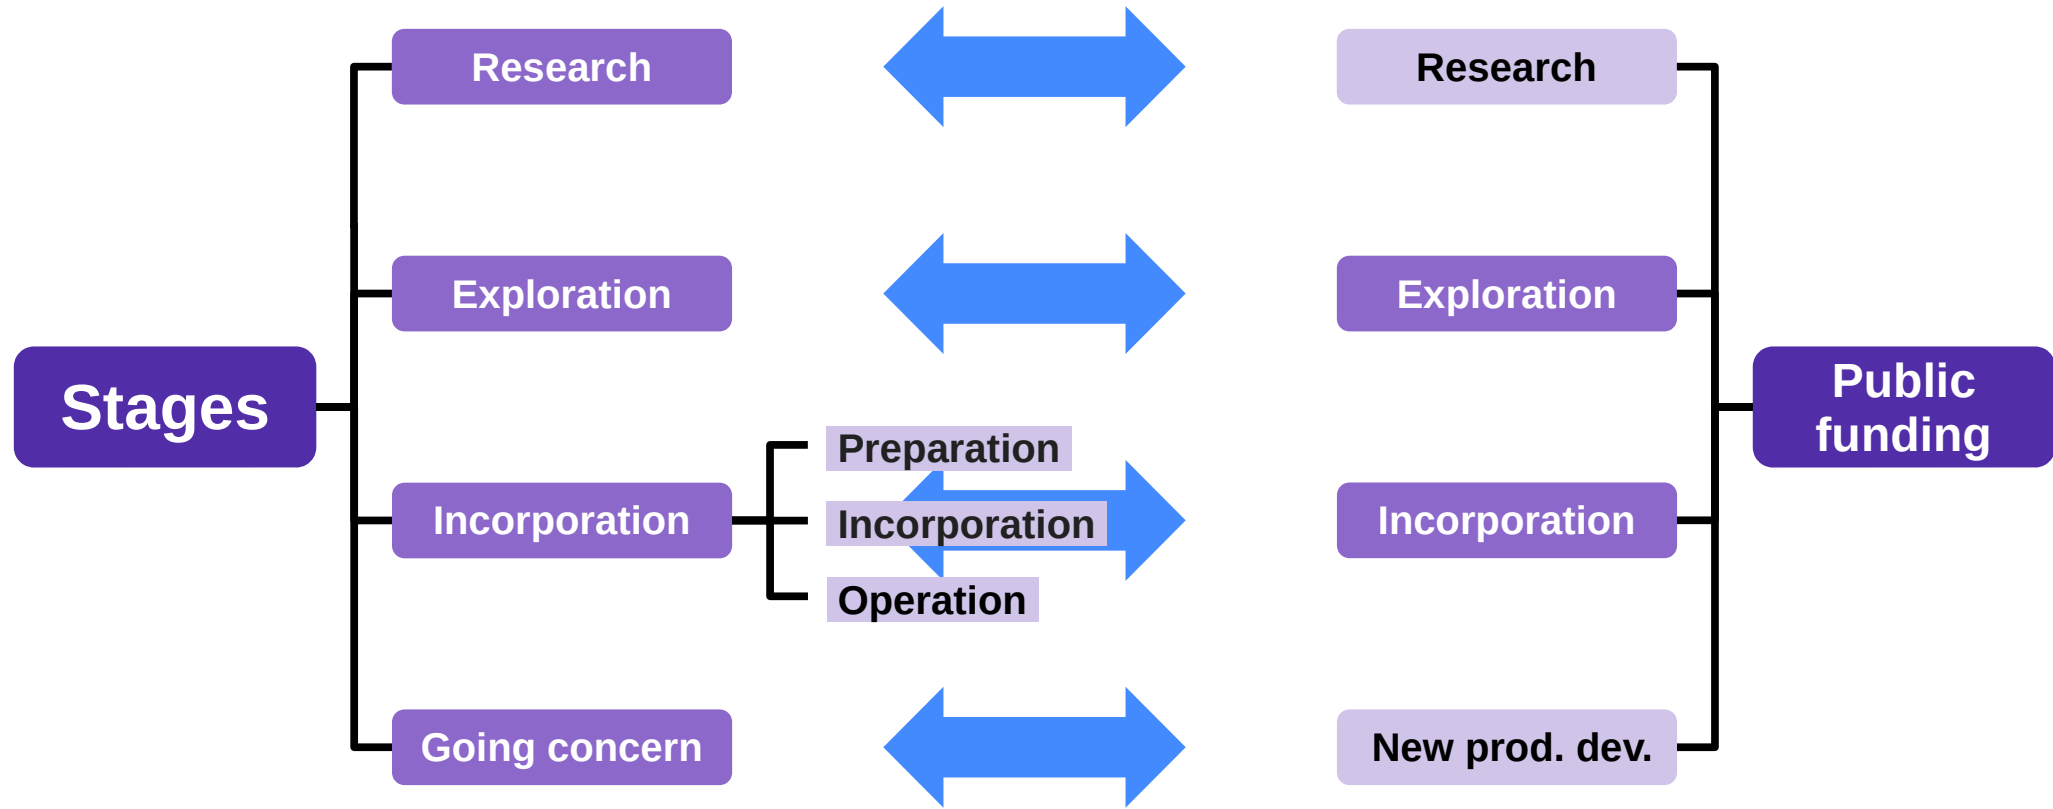 Research
Research
Exploration
Exploration
Stages
Public
funding
Preparation
Incorporation
Incorporation
Incorporation
Operation
Going concern
New prod. dev.